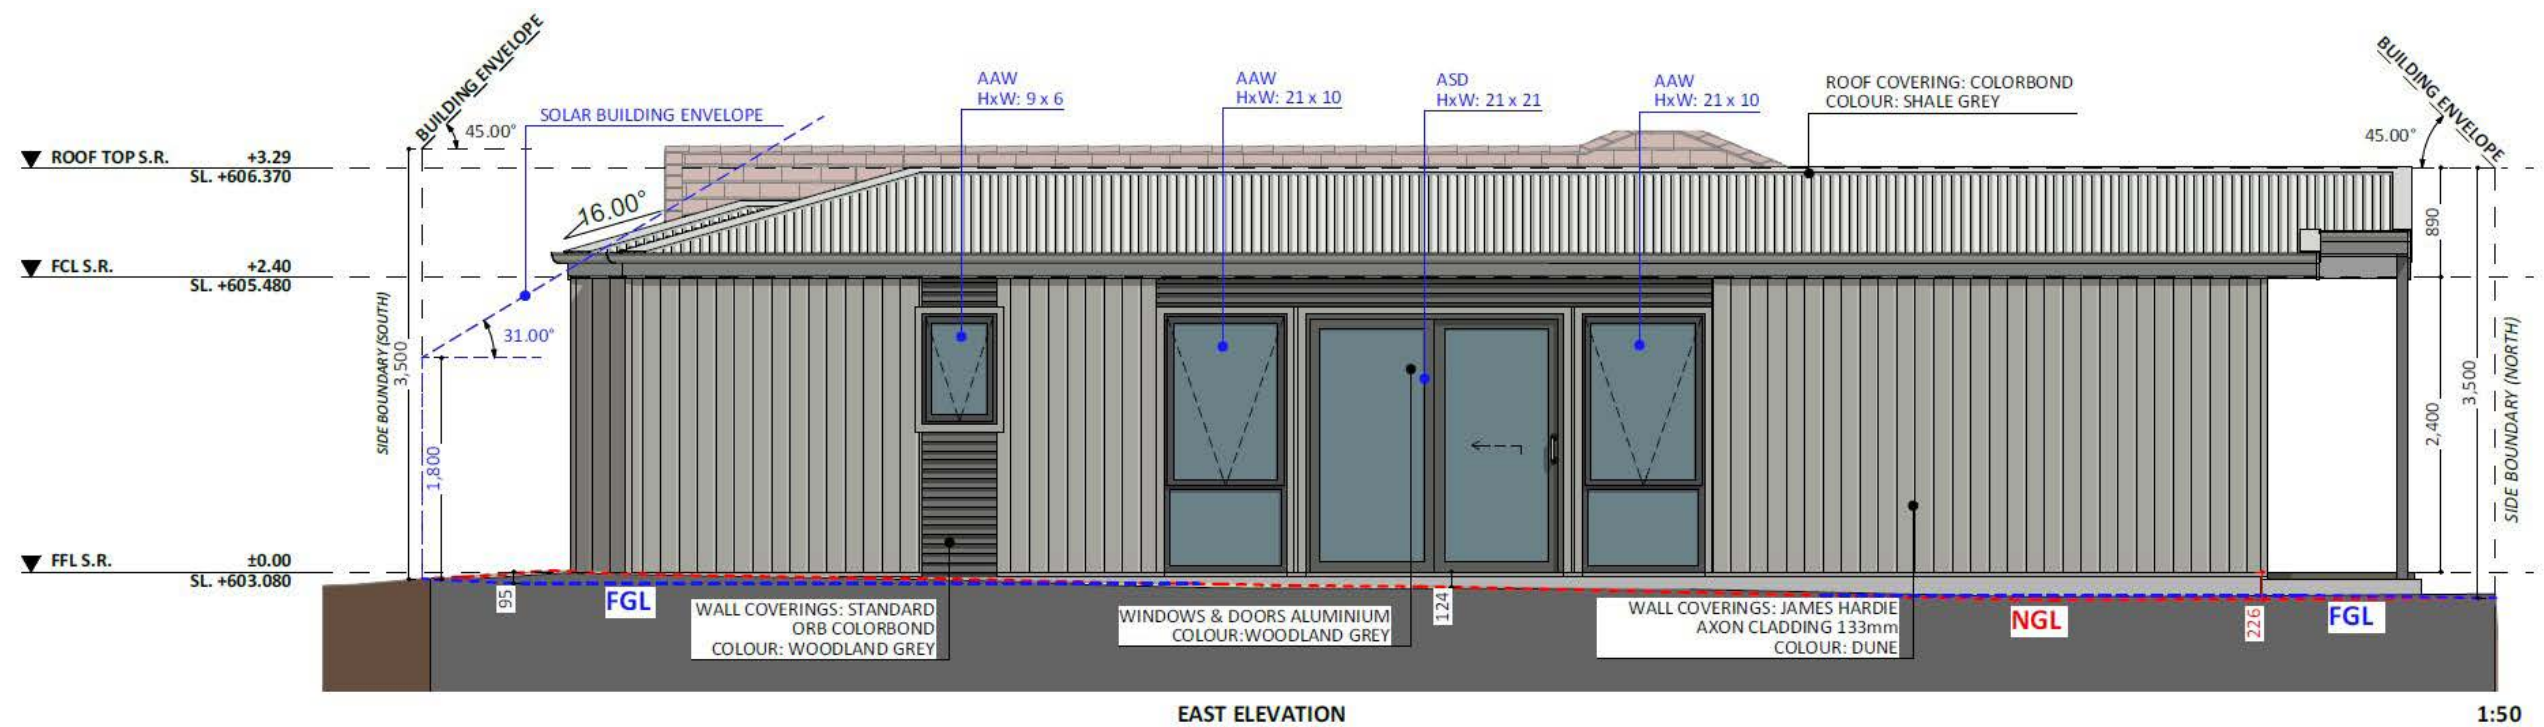 BUILDING ENVELOPE
45.00°
SOLAR BUILDING ENVELOPE
AAW
HxW: 9 x 6
AAW
HxW: 21 x 10
ASD
HxW: 21 x 21
AAW
HxW: 21 x 10
ROOF COVERING: COLORBOND
COLOUR: SHALE GREY
BUILDING ENVELOPE
45.00°
ROOF TOP S.R. +3.29
SL. +606.370
16.00°
890
FCL S.R. +2.40
SL. +605.480
31.00°
SIDE BOUNDARY (SOUTH)
3,500
1,800
2,400
3,500
SIDE BOUNDARY (NORTH)
FFL S.R. ±0.00
SL. +603.080
95
FGL
WALL COVERINGS: STANDARD
ORB COLORBOND
COLOUR: WOODLAND GREY
WINDOWS & DOORS ALUMINIUM
COLOUR:WOODLAND GREY
124
WALL COVERINGS: JAMES HARDIE
AXON CLADDING 133mm
COLOUR: DUNE
NGL
226
FGL
EAST ELEVATION
1:50